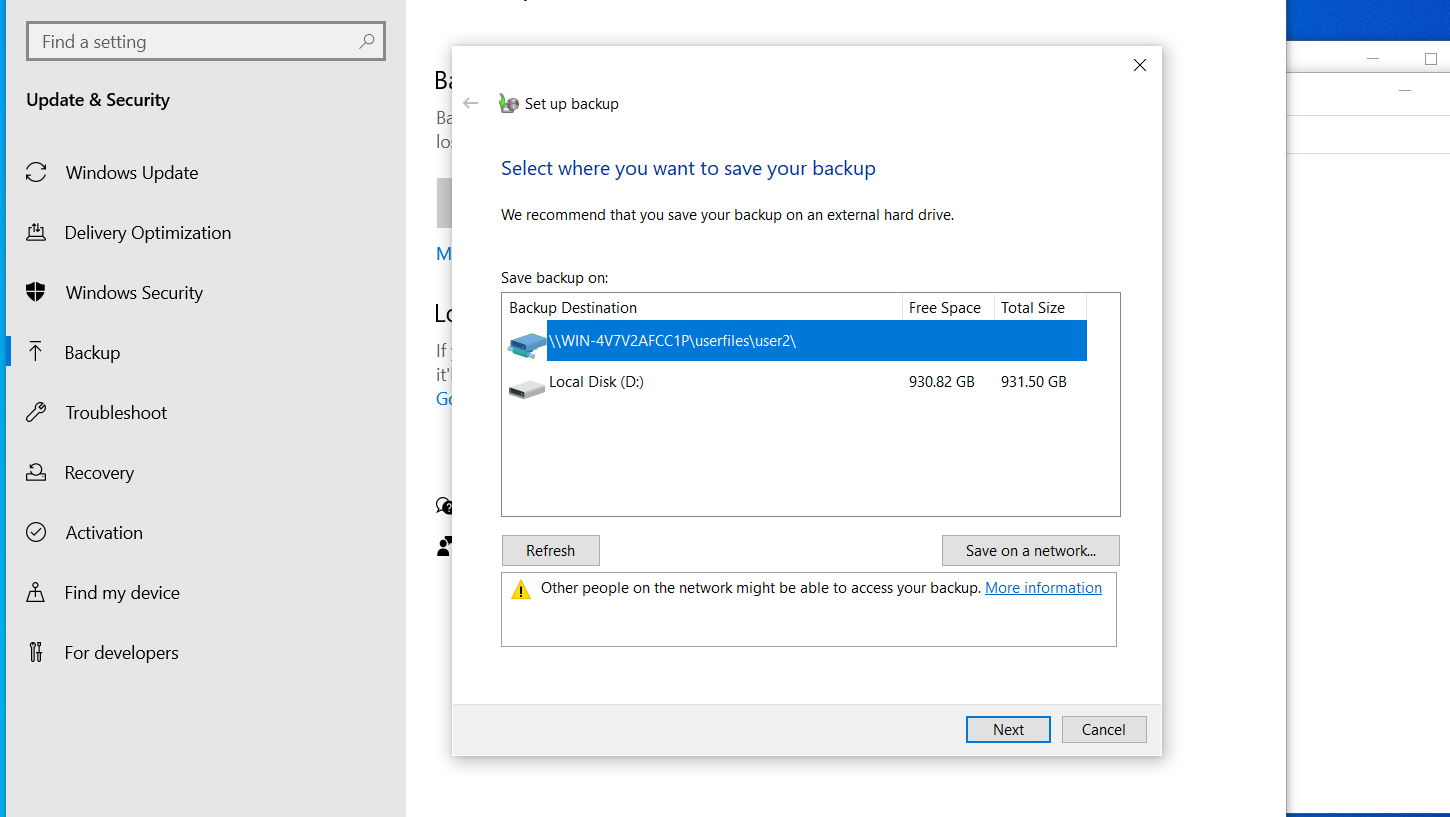 Find a setting
Update & Security
Windows Update
Delivery Optimization
Windows Security
Backup
Troubleshoot
Recovery
Activation
Find my device
For developers
Set up backup
Select where you want to save your backup
We recommend that you save your backup on an external hard drive.
Save backup on:
Backup Destination Free Space Total Size
\\WIN-4V7V2AFCC1P\userfiles\user2\
Local Disk (D:) 930.82 GB 931.50 GB
Refresh Save on a network...
Other people on the network might be able to access your backup. More information
Next Cancel